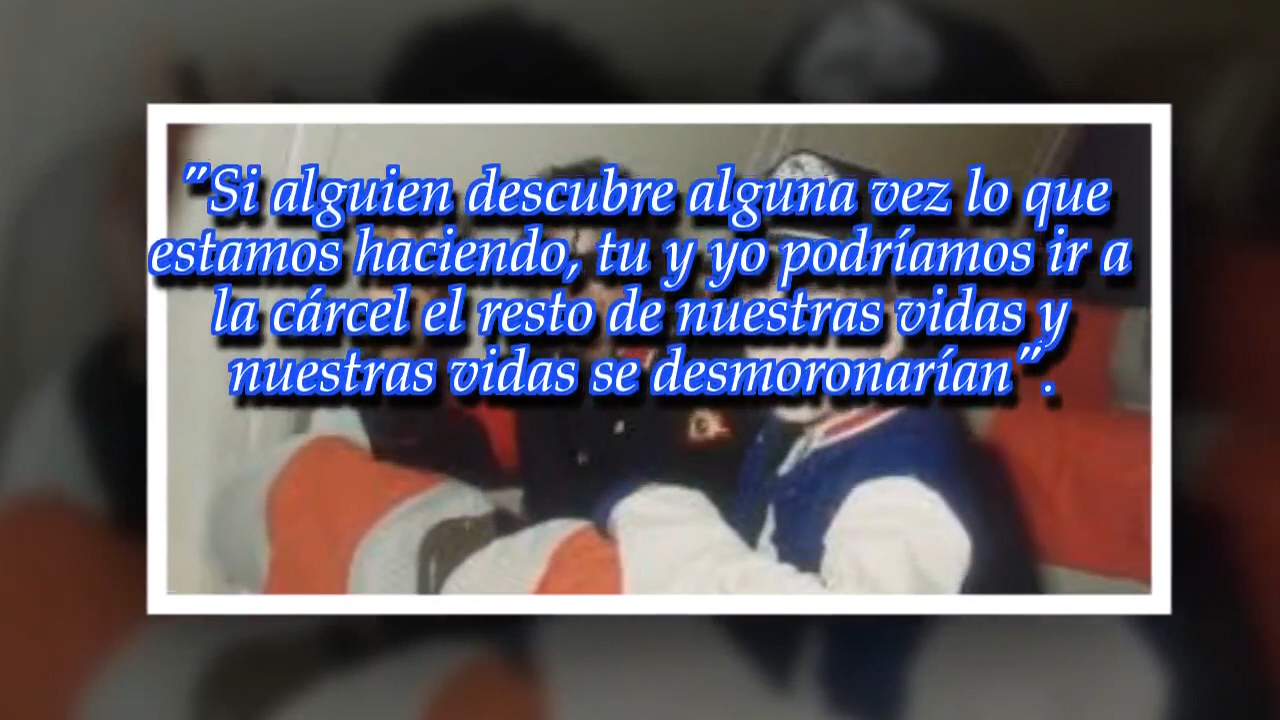 "Si alguien descubre alguna vez lo que
estamos haciendo, tu y yo podríamos ir a
la cárcel el resto de nuestras vidas y
nuestras vidas se desmoronarían".